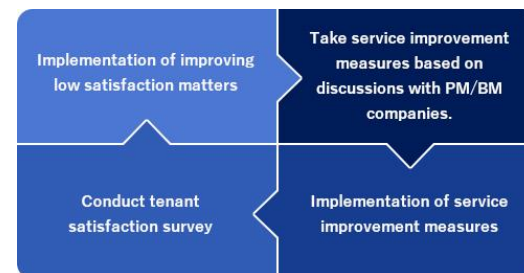 Implementation of improving
low satisfaction matters
Take service improvement
measures based on
discussions with PM/BM
companies.
Conduct tenant
satisfaction survey
Implementation of service
improvement measures